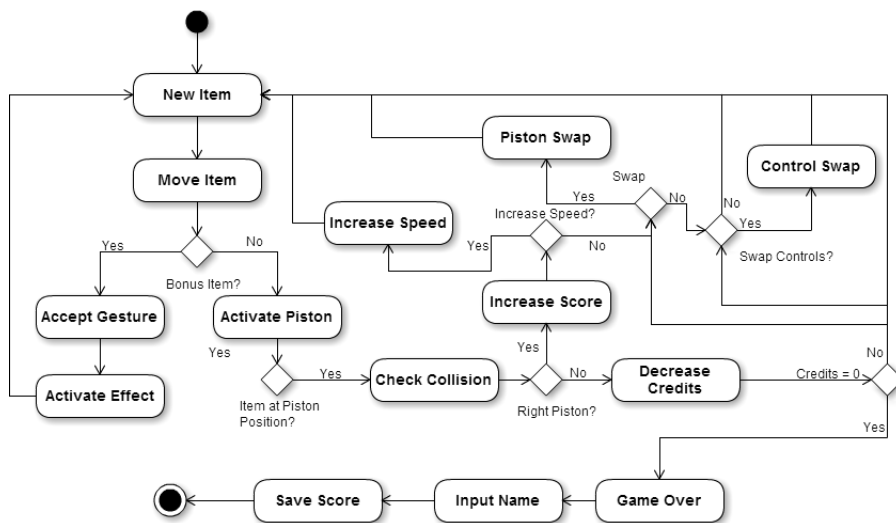 New Item
Piston Swap
Control Swap
Move Item
Swap
Yes
No
No
Yes
Increase Speed
Increase Speed?
Yes
No
Swap Controls?
Yes
No
Bonus Item?
Accept Gesture
Activate Piston
Increase Score
Yes
Yes
No
Activate Effect
Yes
Check Collision
No
Decrease
Credits
Credits = 0
Item at Piston
Position?
Right Piston?
Yes
Save Score
Input Name
Game Over